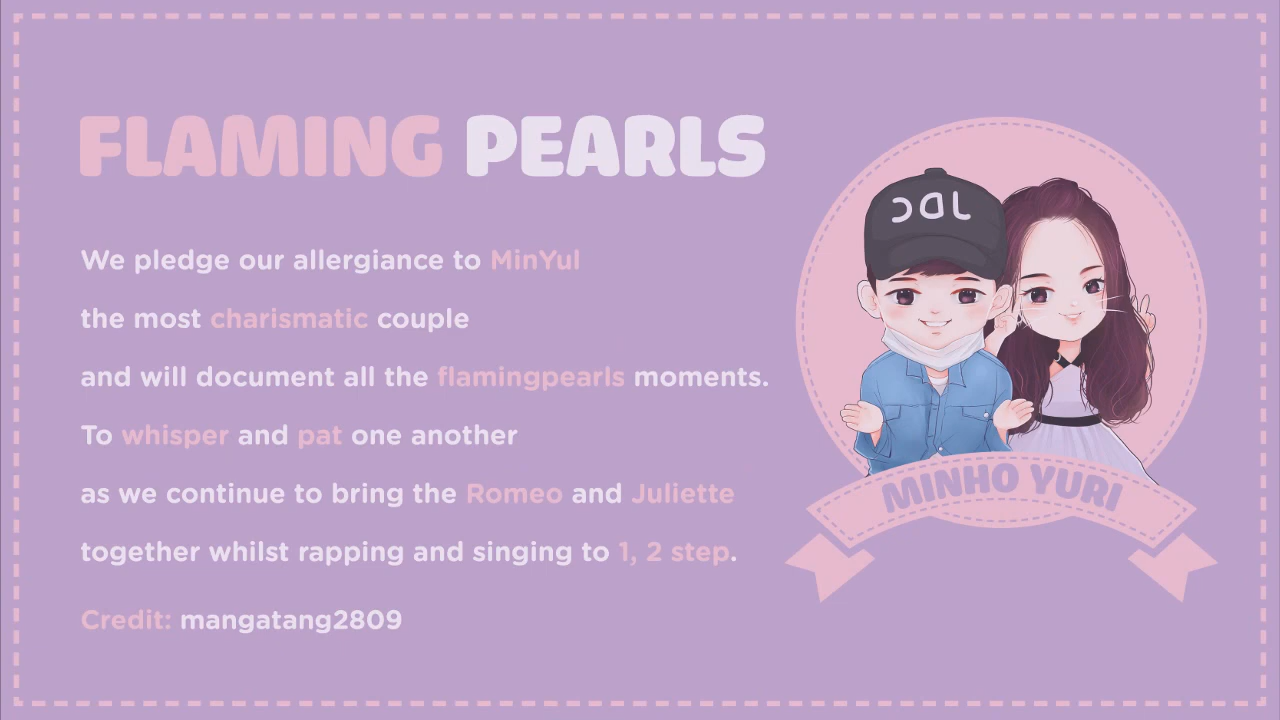 FLAMING PEARLS
We pledge our allergiance to MinYul
the most charismatic couple
and will document all the flamingpearls moments.
To whisper and pat one another
as we continue to bring the Romeo and Juliette
together whilst rapping and singing to 1, 2 step.
Credit: mangatang2809
MINHO YURI